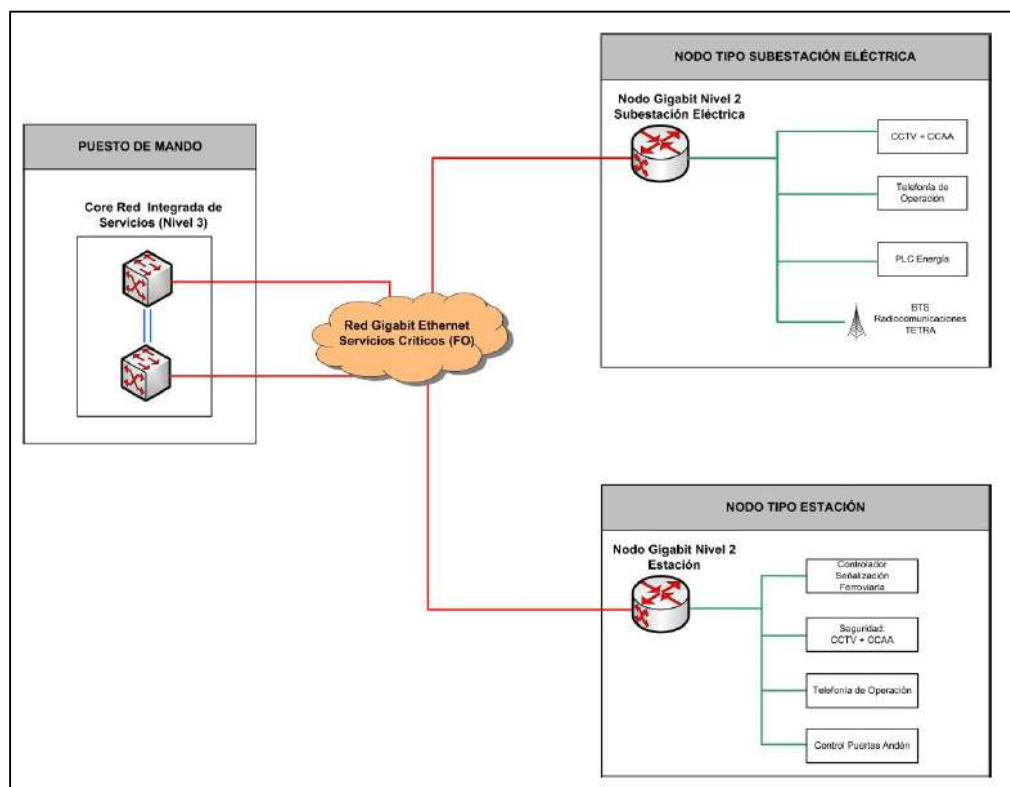 PUESTO DE MANDO
Core Red Integrada de
Servicios (Nivel 3)
Red Gigabit Ethernet
Servicios Críticos (FO)
NODO TIPO SUBESTACIÓN ELÉCTRICA
Nodo Gigabit Nivel 2
Subestación Eléctrica
CCTV + CCAA
Telefonía de
Operación
PLC Energía
BTS
Radiocomunicaciones
TETRA
NODO TIPO ESTACIÓN
Nodo Gigabit Nivel 2
Estación
Controlador
Señalización
Ferroviaria
Seguridad:
CCTV + CCAA
Telefonía de Operación
Control Puertas Andén